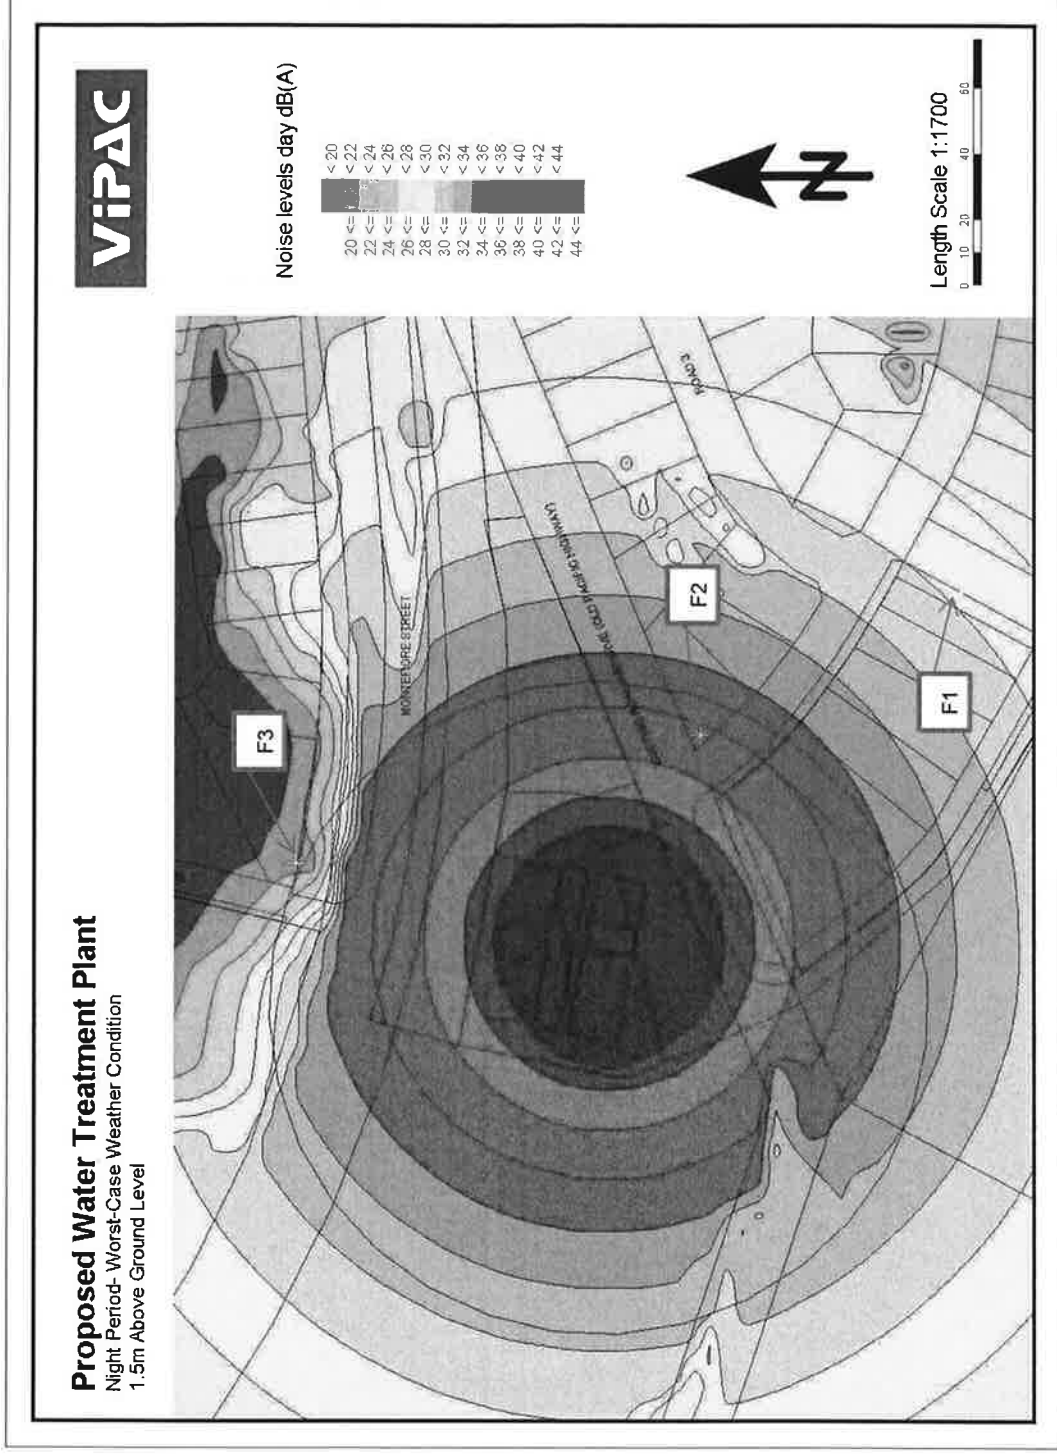 Proposed Water Treatment Plant
Night Period- Worst-Case Weather Condition
1.5m Above Ground Level
ViPAC
Noise levels day dB(A)
< 20
20 <= < 22
22 <= < 24
24 <= < 26
26 <= < 28
28 <= < 30
30 <= < 32
32 <= < 34
34 <= < 36
36 <= < 38
38 <= < 40
40 <= < 42
42 <= < 44
44 <=
N
Length Scale 1:1700
0 10 20 40 60
F3
MONTEFIORE STREET
(OLD PACIFIC HIGHWAY)
F2
ROAD 3
F1